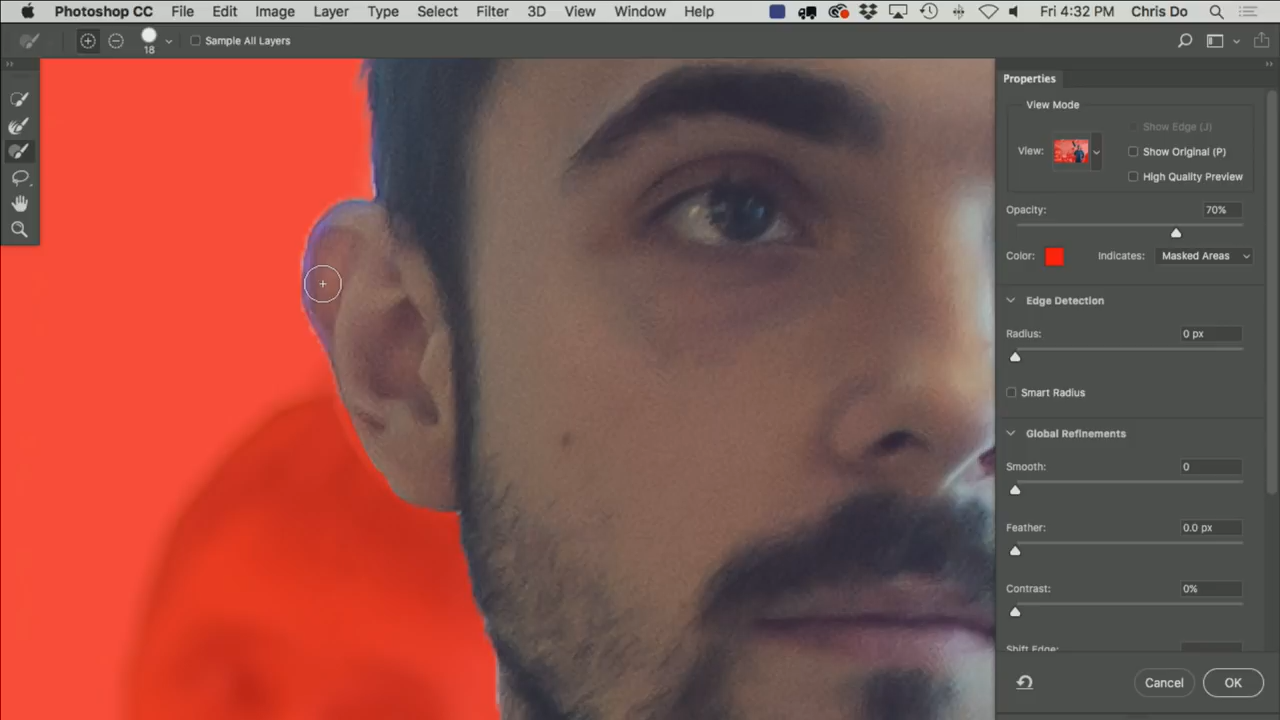 Photoshop CC File Edit Image Layer Type Select Filter 3D View Window Help Fri 4:32 PM Chris Do
18 Sample All Layers
Properties
View Mode
Show Edge (J)
View: Show Original (P)
High Quality Preview
Opacity: 70%
Color: Indicates: Masked Areas
Edge Detection
Radius: 0 px
Smart Radius
Global Refinements
Smooth: 0
Feather: 0.0 px
Contrast: 0%
Shift Edge:
Cancel OK